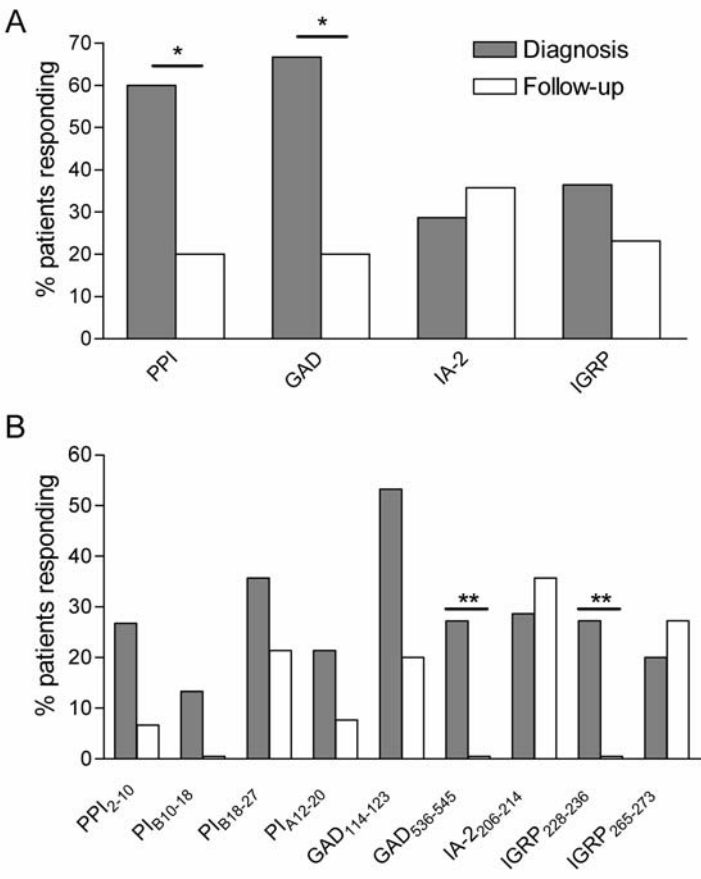 A
% patients responding
70
60
50
40
30
20
10
0
*
*
Diagnosis
Follow-up
PPI
GAD
IA-2
IGRP
B
% patients responding
60
50
40
30
20
10
0
**
**
PPI2-10
PIB10-18
PIB18-27
PIA12-20
GAD114-123
GAD536-545
IA-2206-214
IGRP228-236
IGRP265-273